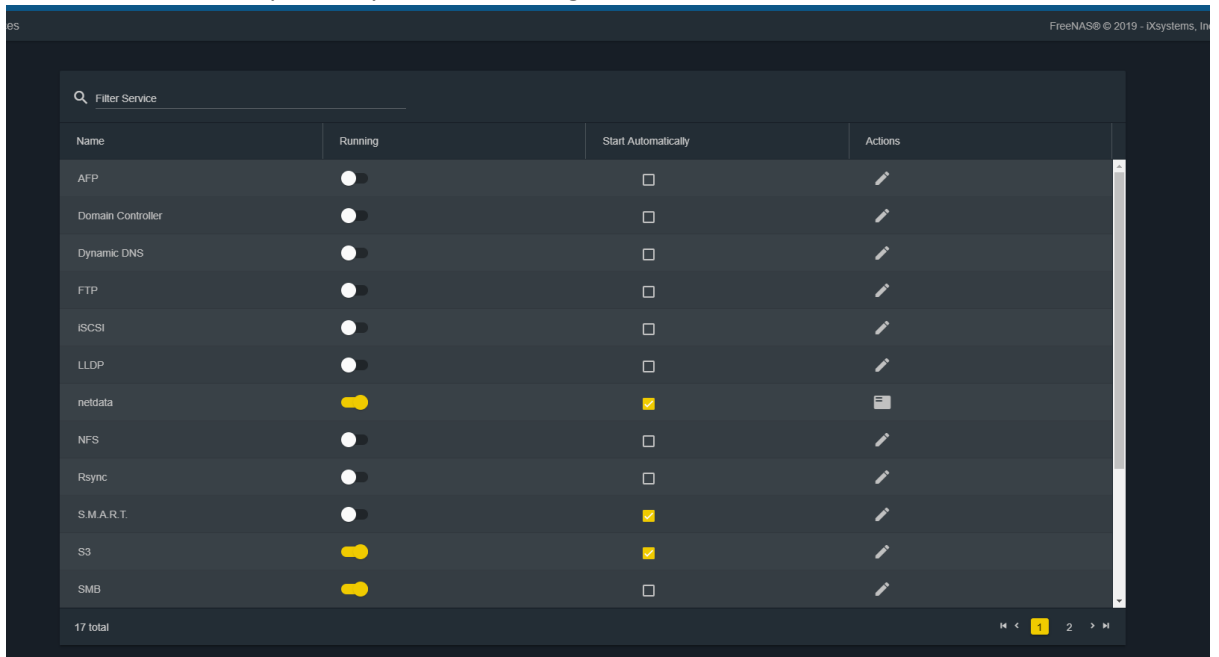 es
FreeNAS® © 2019 - iXsystems, Inc
Filter Service
Name Running Start Automatically Actions
AFP
Domain Controller
Dynamic DNS
FTP
iSCSI
LLDP
netdata
NFS
Rsync
S.M.A.R.T.
S3
SMB
17 total 1 2